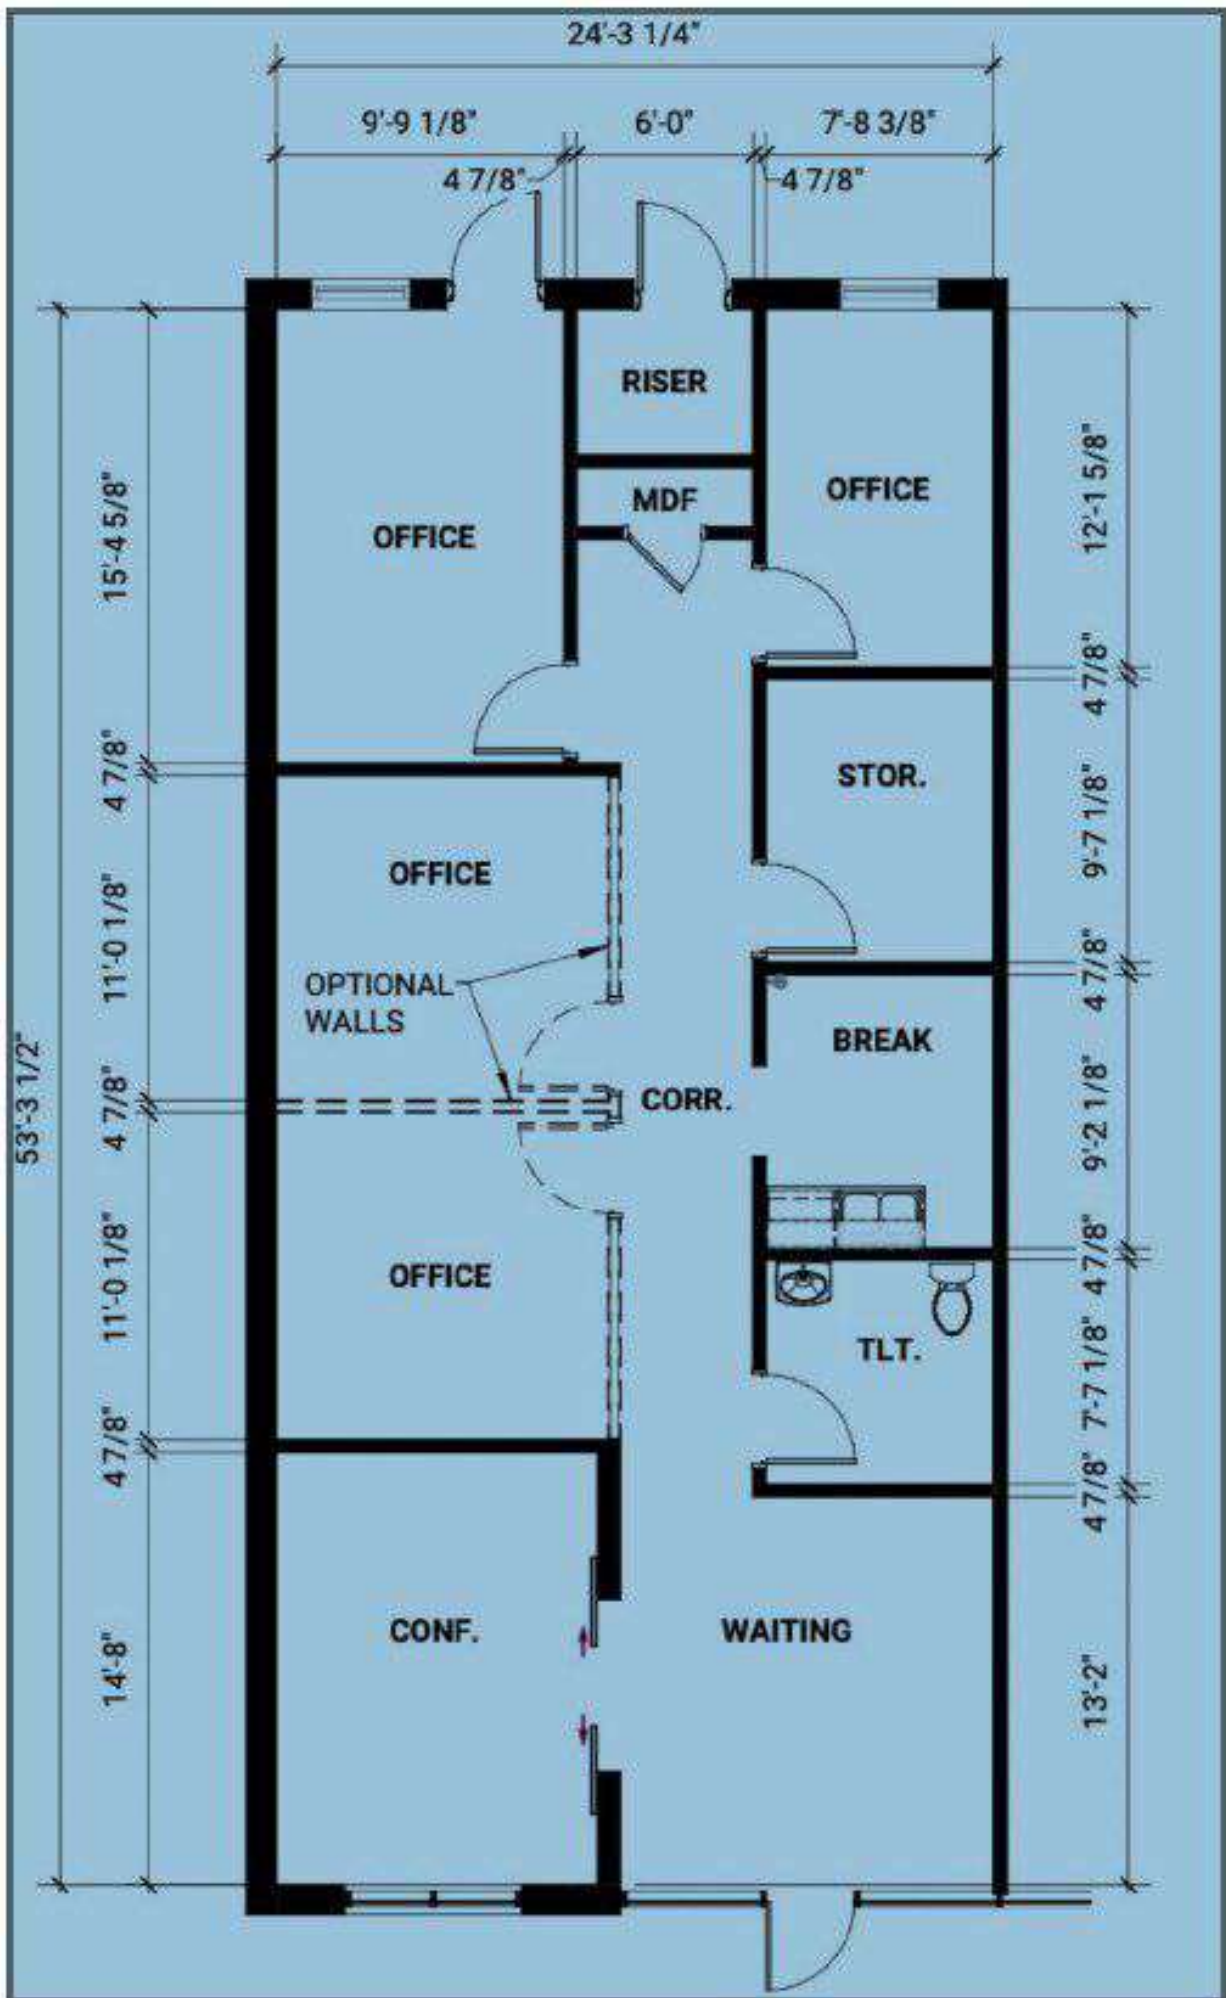 24'-3 1/4"
9'-9 1/8"
6'-0"
7'-8 3/8"
4 7/8"
4 7/8"
RISER
MDF
OFFICE
OFFICE
STOR.
OFFICE
OPTIONAL
WALLS
BREAK
CORR.
OFFICE
TLT.
CONF.
WAITING
53'-3 1/2"
15'-4 5/8"
4 7/8"
11'-0 1/8"
4 7/8"
11'-0 1/8"
4 7/8"
14'-8"
12'-1 5/8"
4 7/8"
9'-7 1/8"
4 7/8"
9'-2 1/8"
4 7/8"
7'-7 1/8"
4 7/8"
13'-2"